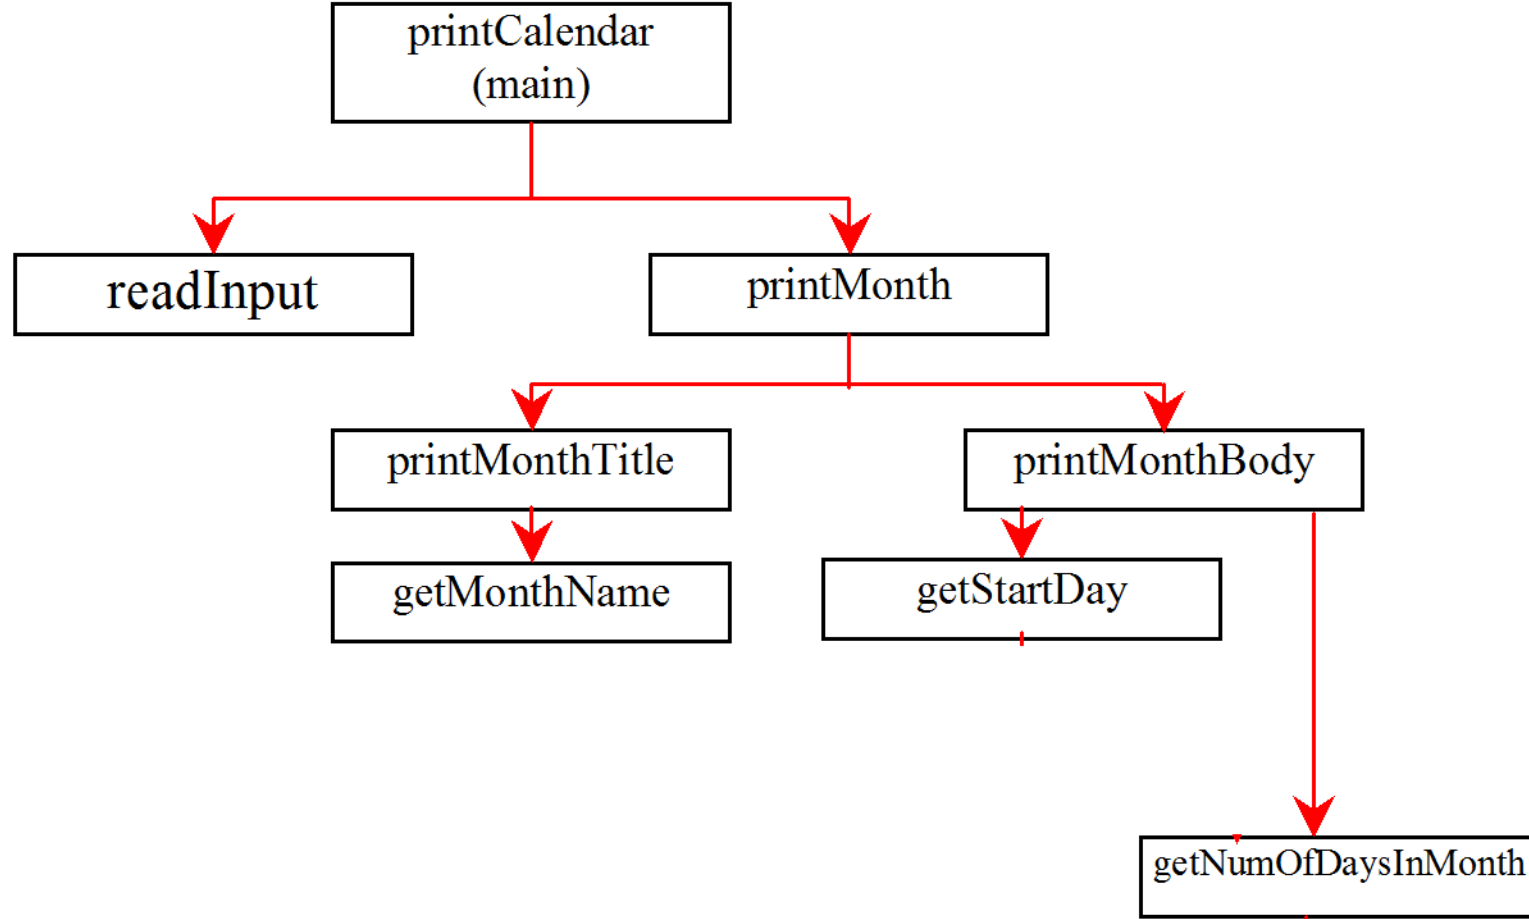 printCalendar
(main)
readInput
printMonth
printMonthTitle
printMonthBody
getMonthName
getStartDay
getNumOfDaysInMonth